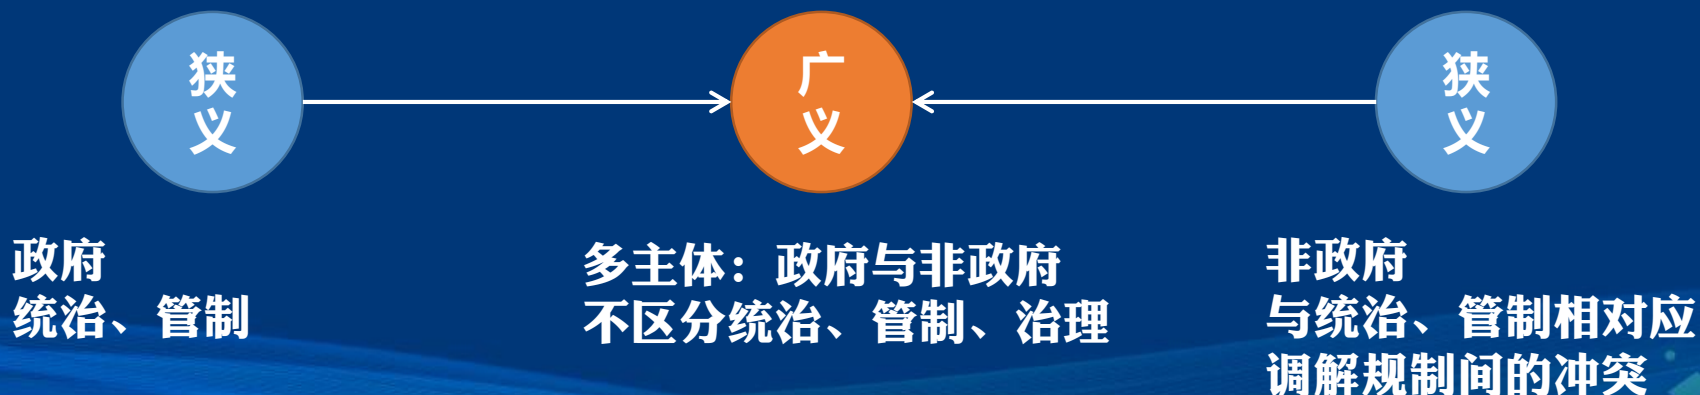 狭
义
广
义
狭
义
政府
统治、管制
多主体：政府与非政府
不区分统治、管制、治理
非政府
与统治、管制相对应
调解规制间的冲突